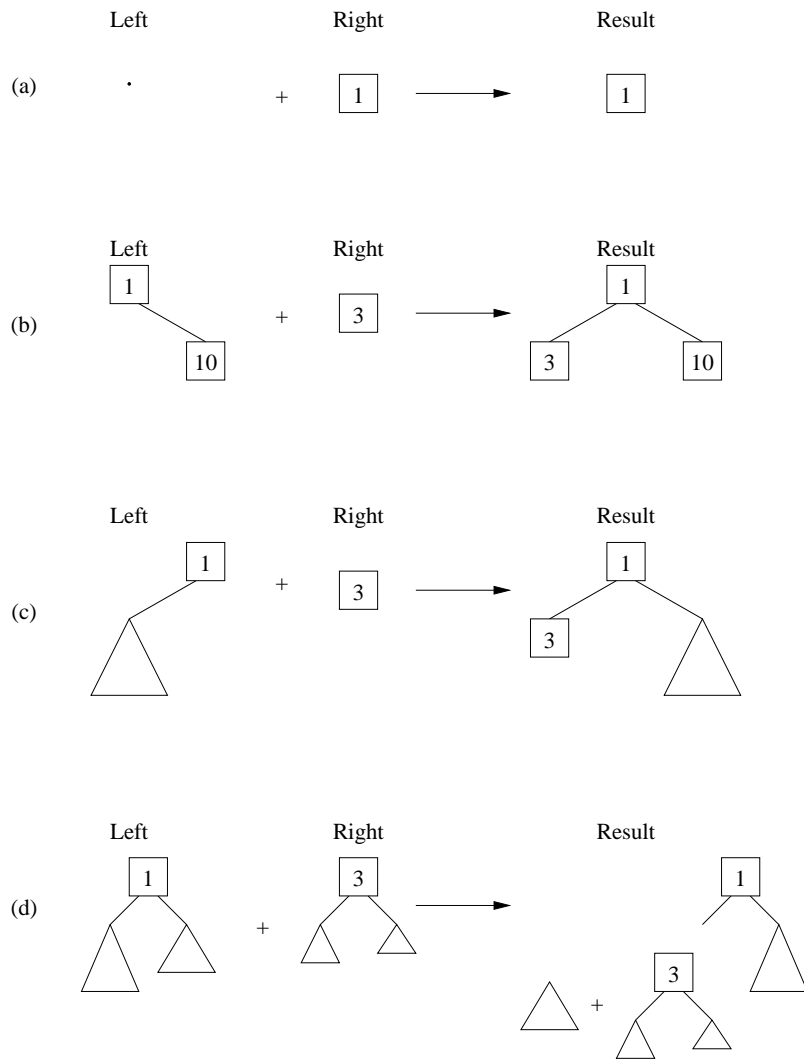 Left Right Result
(a) + 1 1
Left Right Result
1 1
(b) + 3
10 3 10
Left Right Result
1 1
+ 3
(c) 3
Left Right Result
1 3 1
(d) +
3
+